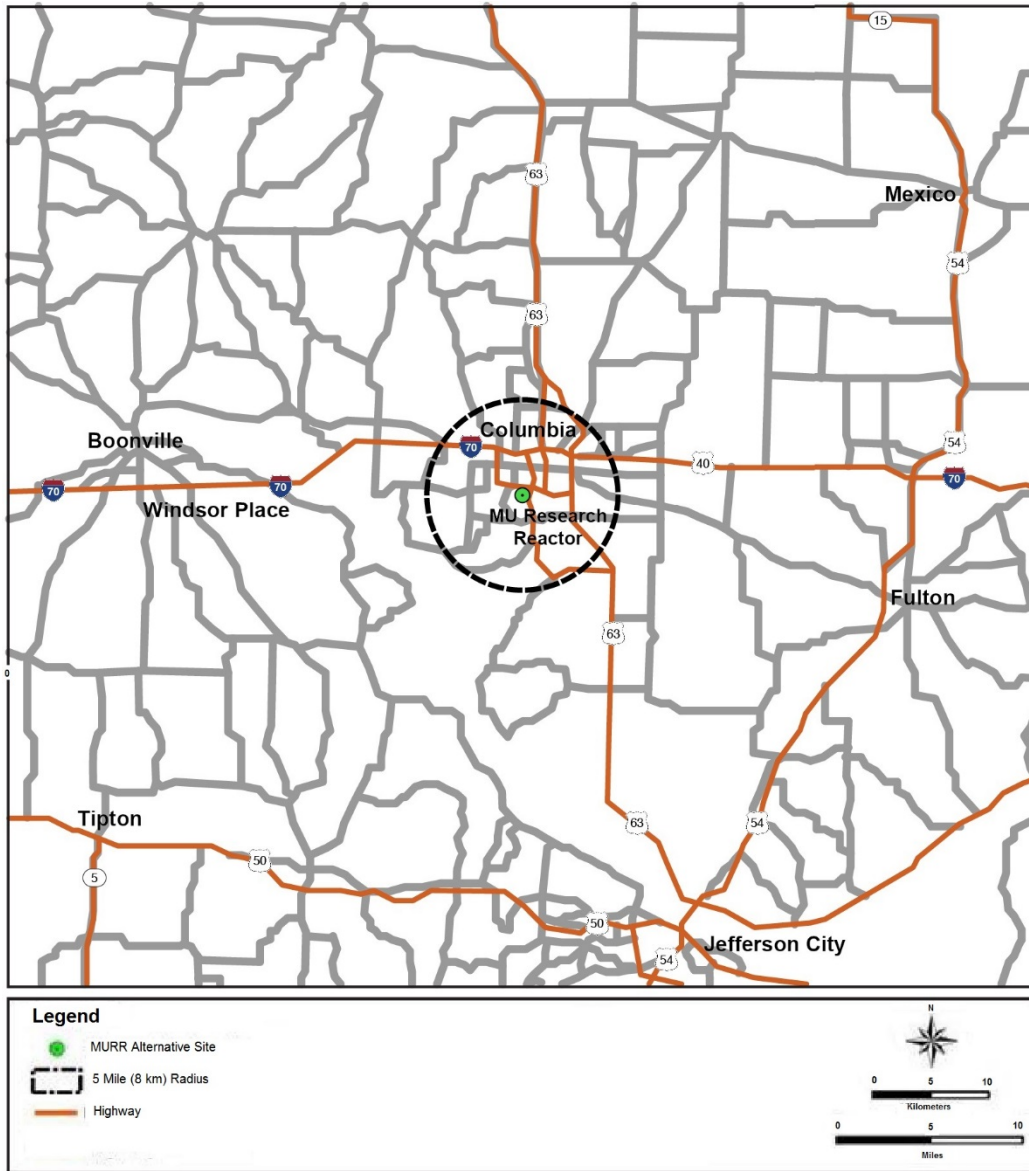 15
63
Mexico
54
63
Columbia
Boonville
70
54
40
70
70
70
Windsor Place
MU Research
Reactor
Fulton
63
0
Tipton
63
54
50
5
50
Jefferson City
54
Legend
MURR Alternative Site
5 Mile (8 km) Radius
Highway
N
0 5 10
Kilometers
0 5 10
Miles